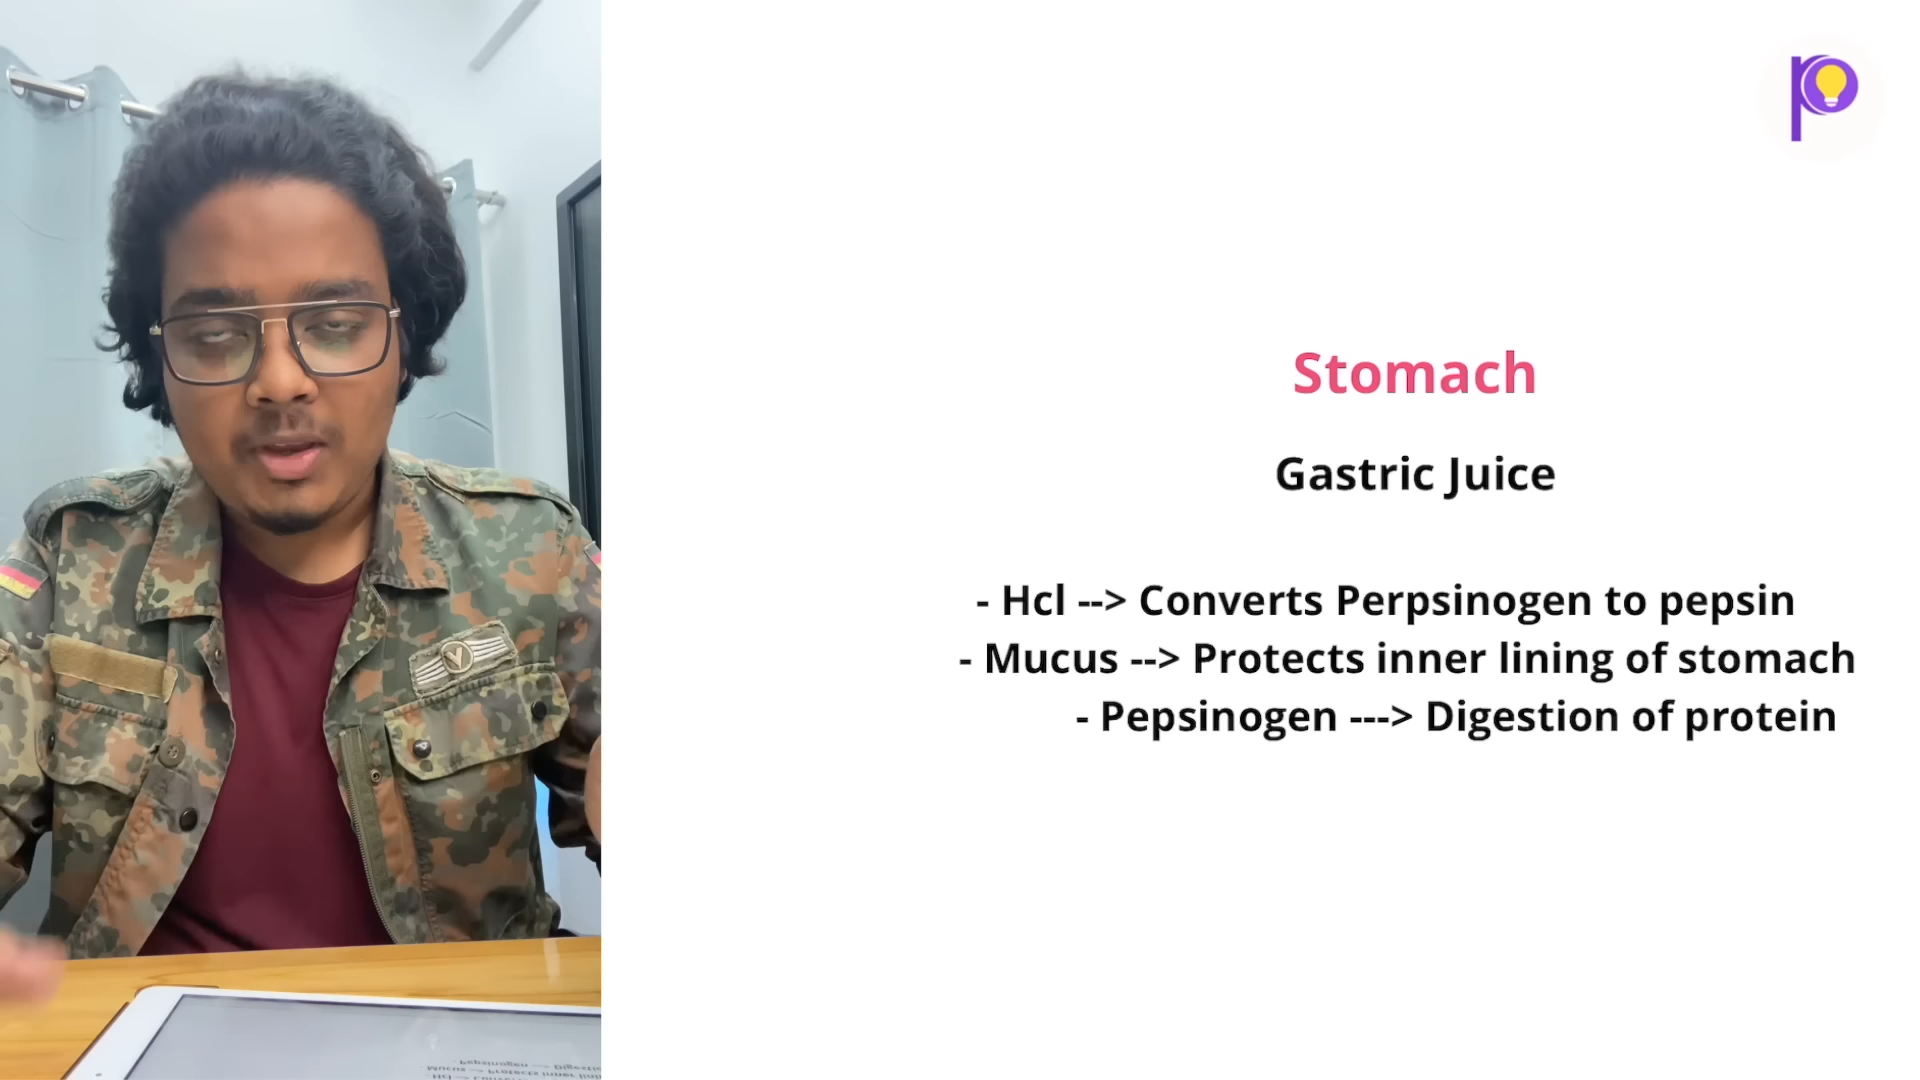 Stomach
Gastric Juice
- Hcl --> Converts Perpsinogen to pepsin
- Mucus --> Protects inner lining of stomach
- Pepsinogen ---> Digestion of protein